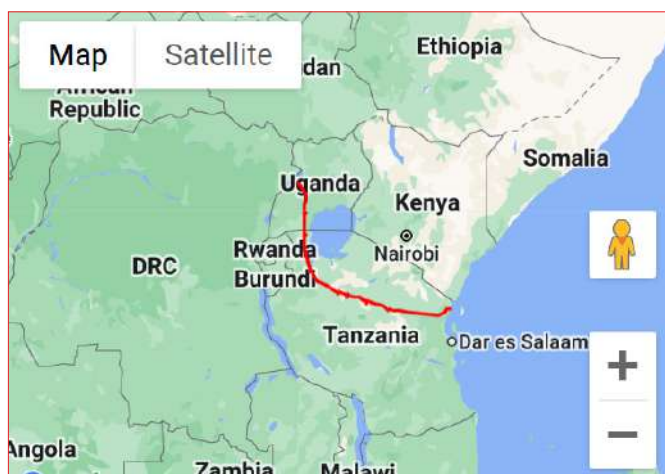 Map
Satellite
Ethiopia
dan
African
Republic
Somalia
Uganda
Kenya
Nairobi
DRC
Rwanda
Burundi
Tanzania
Dar es Salaam
Angola
Zambia
Malawi